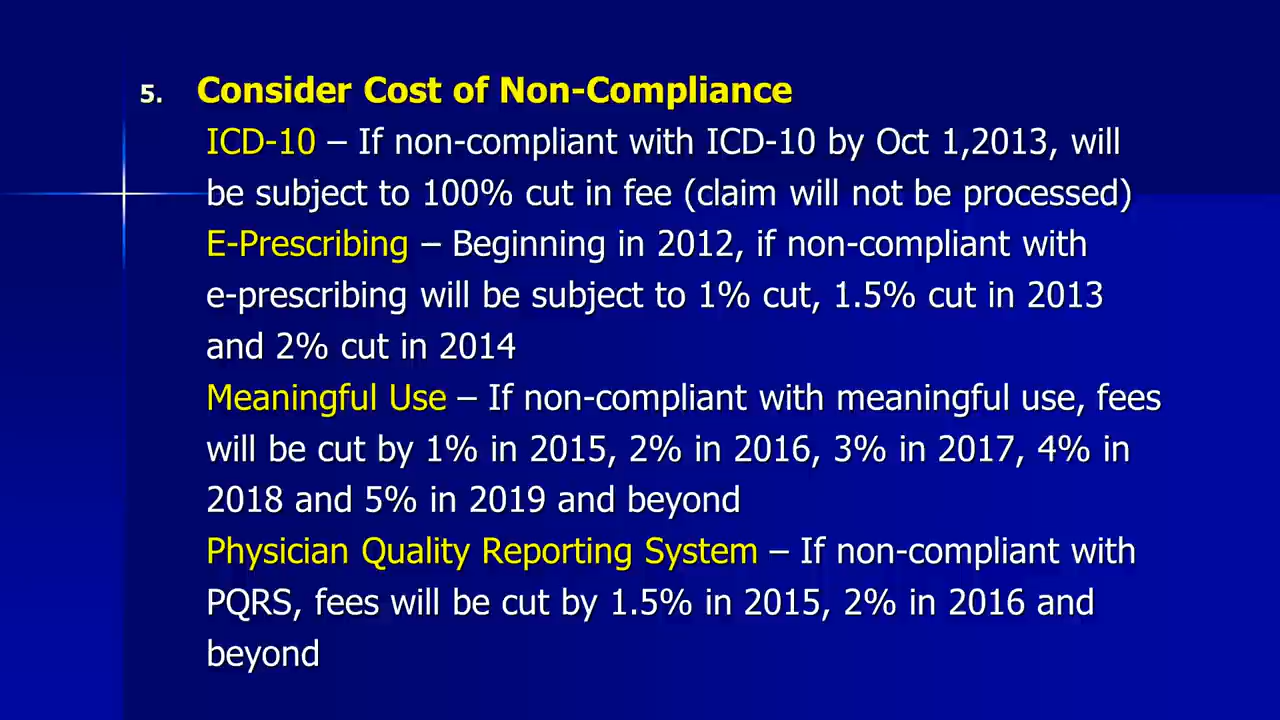 5. Consider Cost of Non-Compliance
ICD-10 – If non-compliant with ICD-10 by Oct 1,2013, will
be subject to 100% cut in fee (claim will not be processed)
E-Prescribing – Beginning in 2012, if non-compliant with
e-prescribing will be subject to 1% cut, 1.5% cut in 2013
and 2% cut in 2014
Meaningful Use – If non-compliant with meaningful use, fees
will be cut by 1% in 2015, 2% in 2016, 3% in 2017, 4% in
2018 and 5% in 2019 and beyond
Physician Quality Reporting System – If non-compliant with
PQRS, fees will be cut by 1.5% in 2015, 2% in 2016 and
beyond